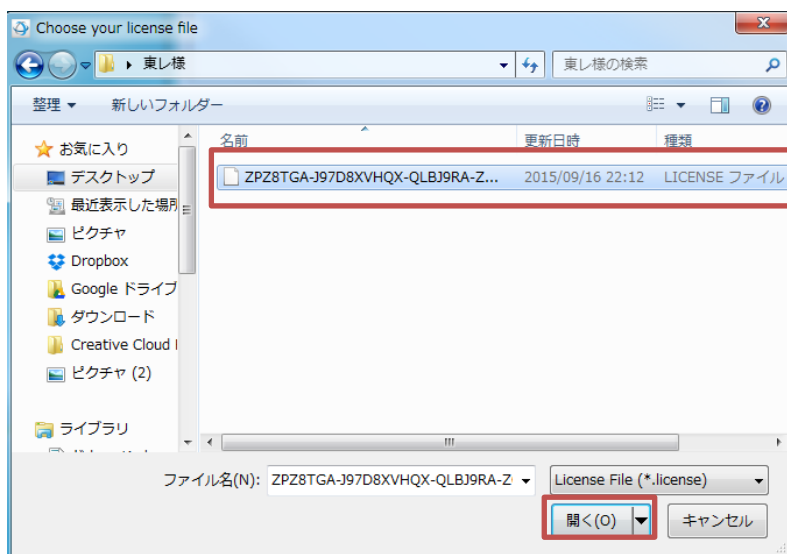 Choose your license file
東レ様
東レ様の検索
整理 新しいフォルダー
名前 更新日時 種類
ZPZ8TGA-J97D8XVHQX-QLBJ9RA-Z... 2015/09/16 22:12 LICENSE ファイル
お気に入り
デスクトップ
最近表示した場所
ピクチャ
Dropbox
Google ドライブ
ダウンロード
Creative Cloud
ピクチャ (2)
ライブラリ
ファイル名(N): ZPZ8TGA-J97D8XVHQX-QLBJ9RA-Z License File (*.license)
開く(O) キャンセル